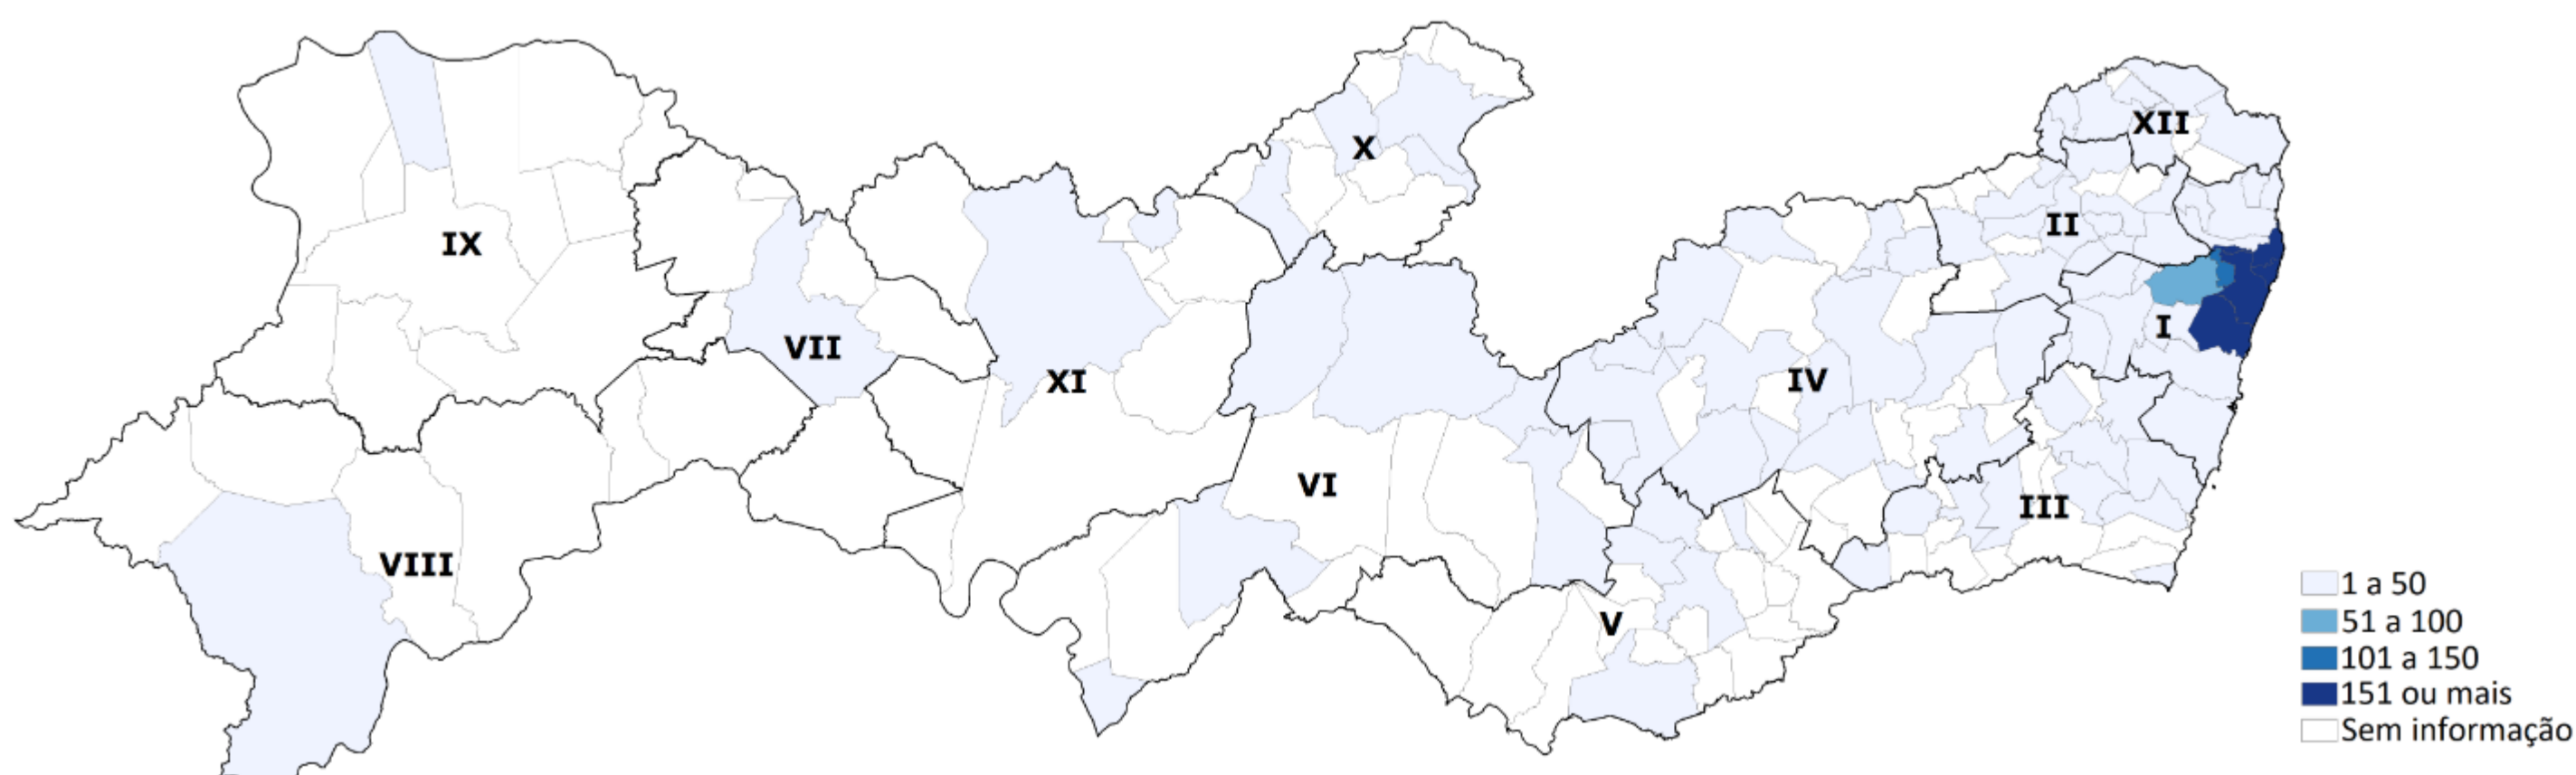 XII
X
II
IX
I
VII
XI
IV
VI
III
VIII
V
1 a 50
51 a 100
101 a 150
151 ou mais
Sem informação